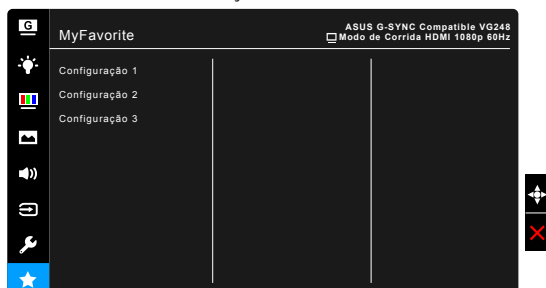 G
MyFavorite
ASUS G-SYNC Compatible VG248
Modo de Corrida HDMI 1080p 60Hz
Configuração 1
Configuração 2
Configuração 3